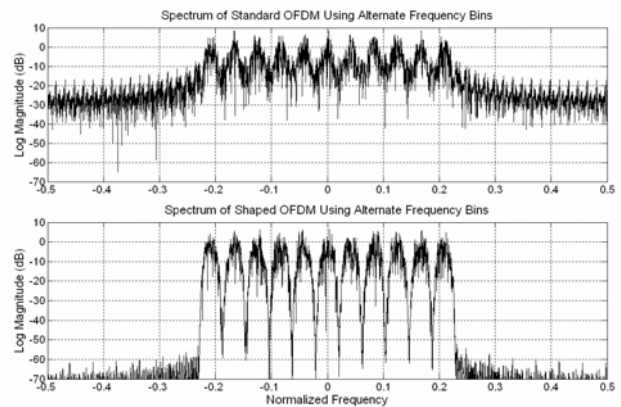 Spectrum of Standard OFDM Using Alternate Frequency Bins
Log Magnitude (dB)
10
0
-10
-20
-30
-40
-50
-60
-70
-0.5 -0.4 -0.3 -0.2 -0.1 0 0.1 0.2 0.3 0.4 0.5
Spectrum of Shaped OFDM Using Alternate Frequency Bins
Log Magnitude (dB)
10
0
-10
-20
-30
-40
-50
-60
-70
-0.5 -0.4 -0.3 -0.2 -0.1 0 0.1 0.2 0.3 0.4 0.5
Normalized Frequency